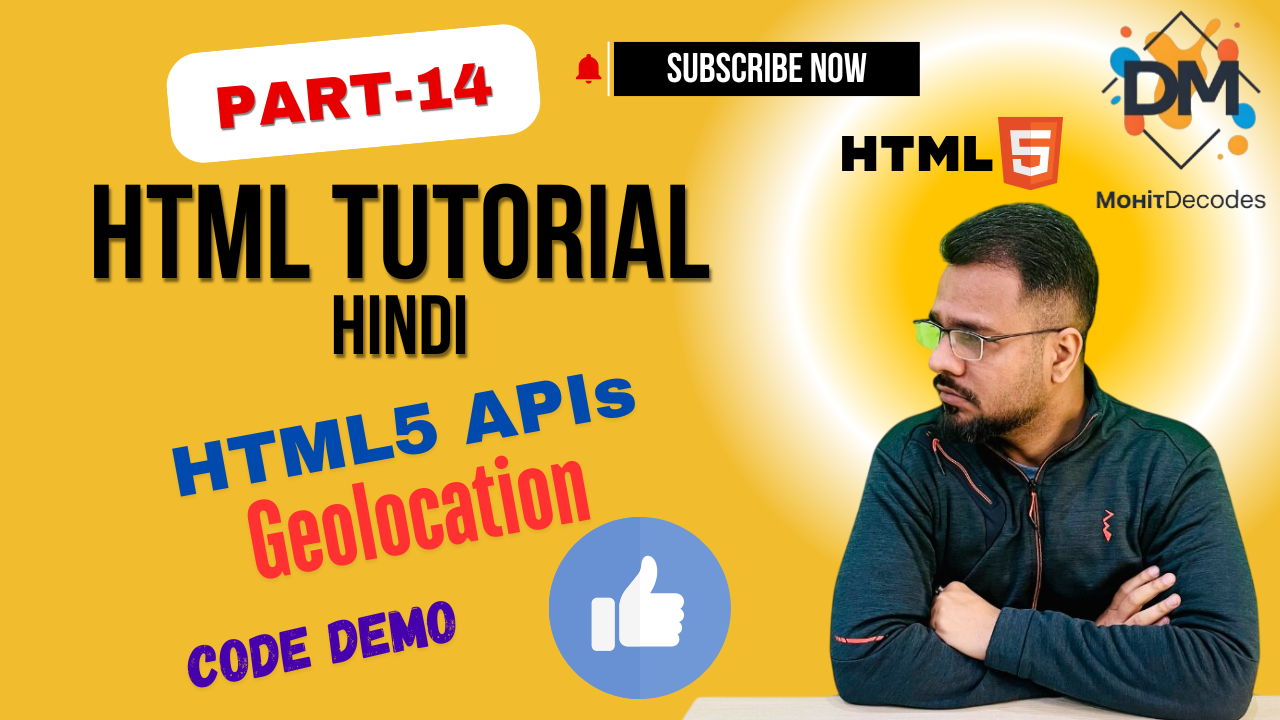 PART-14
SUBSCRIBE NOW
DM
MOHITDecodes
HTML 5
HTML TUTORIAL
HINDI
HTML5 APIs
Geolocation
CODE DEMO